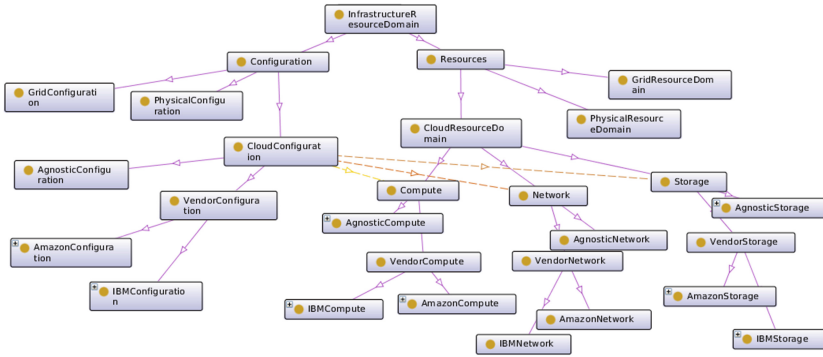 InfrastructureR
esourceDomain
Configuration
Resources
GridConfigurati
on
PhysicalConfigu
ration
GridResourceDom
ain
PhysicalResourc
eDomain
CloudConfigurat
ion
CloudResourceDo
main
AgnosticConfigu
ration
VendorConfigura
tion
Compute
Network
Storage
AgnosticStorage
AmazonConfigura
tion
AgnosticCompute
AgnosticNetwork
VendorStorage
VendorCompute
VendorNetwork
IBMConfiguratio
n
IBMCompute
AmazonCompute
AmazonStorage
AmazonNetwork
IBMNetwork
IBMStorage